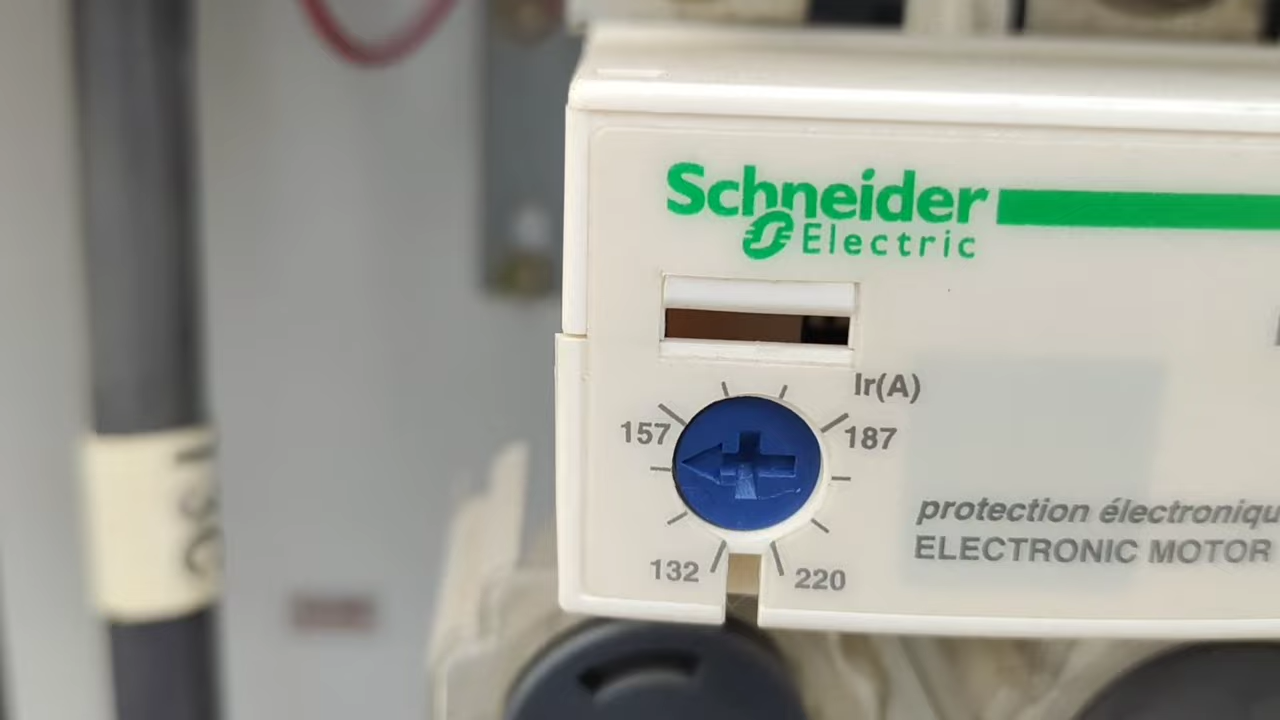 Schneider
Electric
Ir(A)
157
187
132
220
protection électroniqu
ELECTRONIC MOTOR